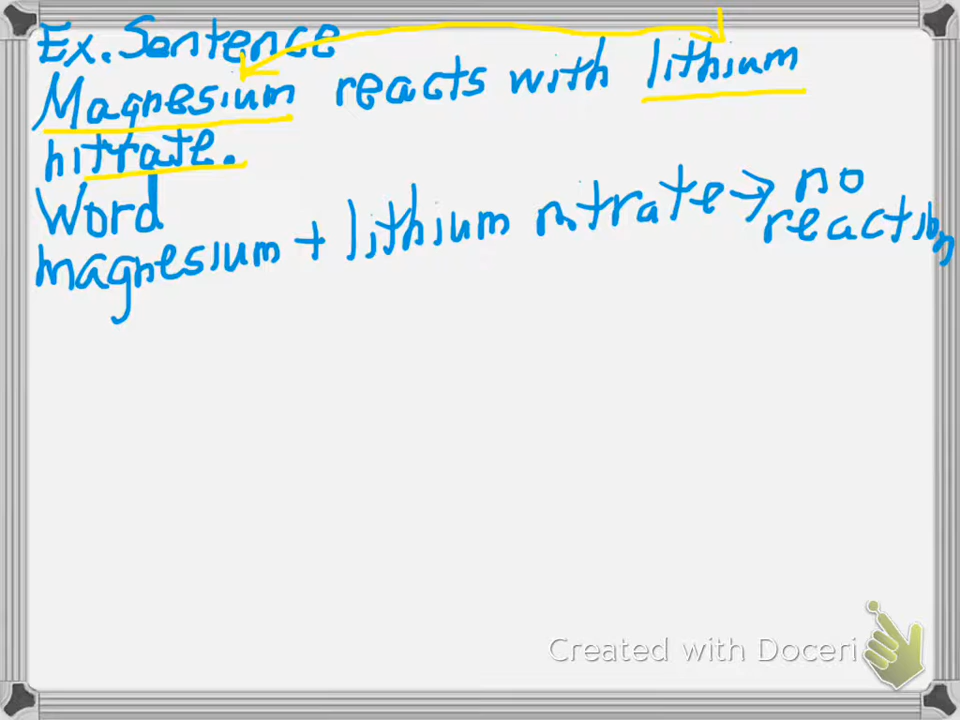 Ex. Sentence
Magnesium reacts with lithium
nitrate.
Word
magnesium + lithium nitrate → no
reaction
Created with Doceri